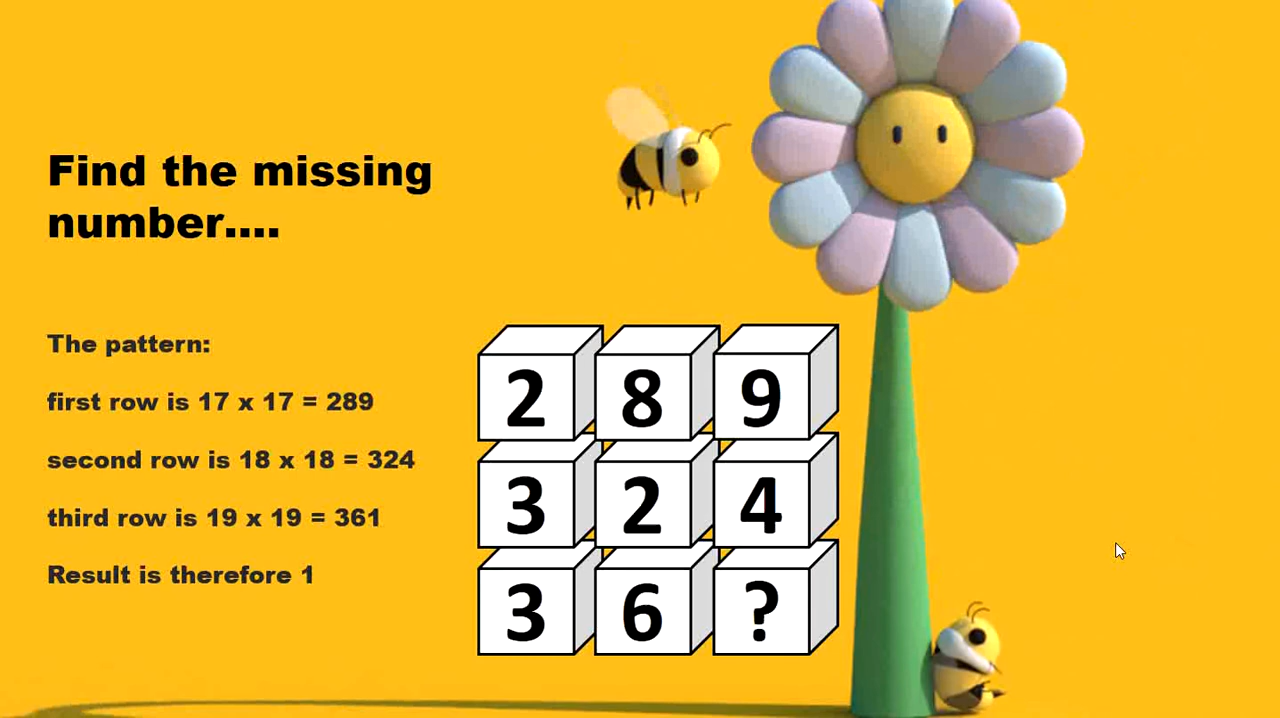 Find the missing
number....
The pattern:
first row is 17 x 17 = 289
second row is 18 x 18 = 324
third row is 19 x 19 = 361
Result is therefore 1
2 8 9
3 2 4
3 6 ?